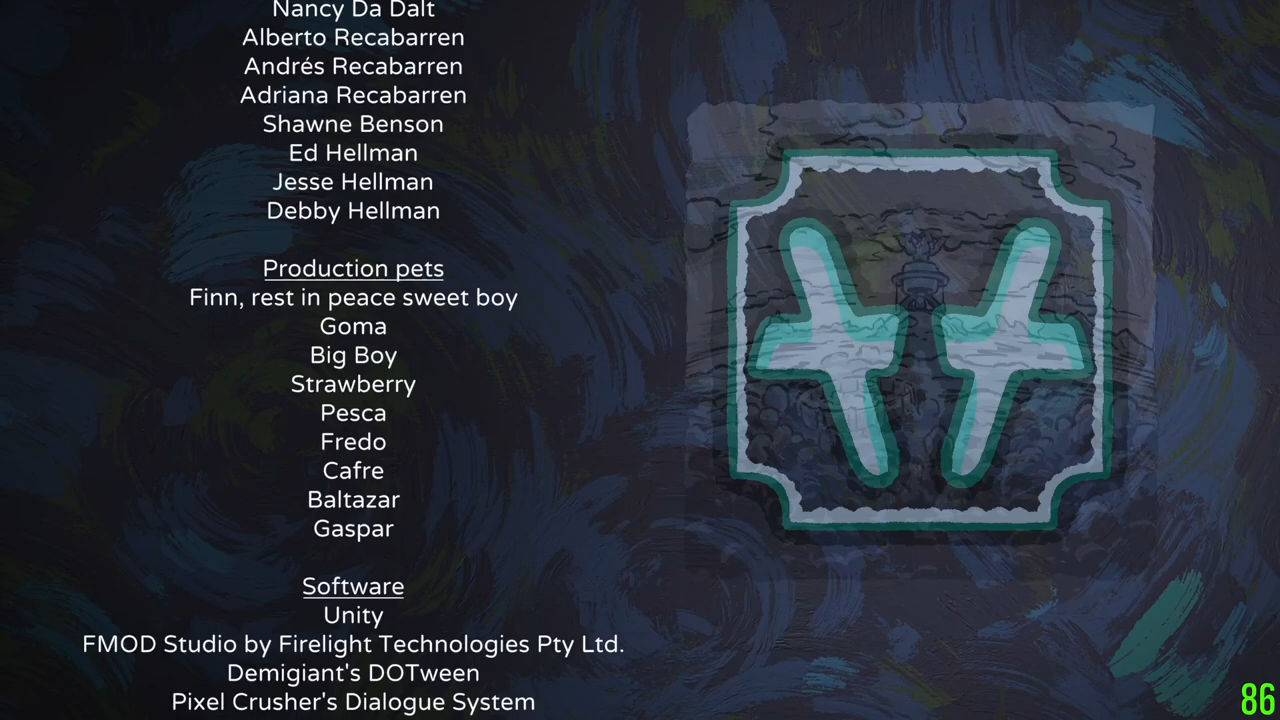 Nancy Da Dalt
Alberto Recabarren
Andrés Recabarren
Adriana Recabarren
Shawne Benson
Ed Hellman
Jesse Hellman
Debby Hellman
Production pets
Finn, rest in peace sweet boy
Goma
Big Boy
Strawberry
Pesca
Fredo
Cafre
Baltazar
Gaspar
Software
Unity
FMOD Studio by Firelight Technologies Pty Ltd.
Demigiant's DOTween
Pixel Crusher's Dialogue System
86